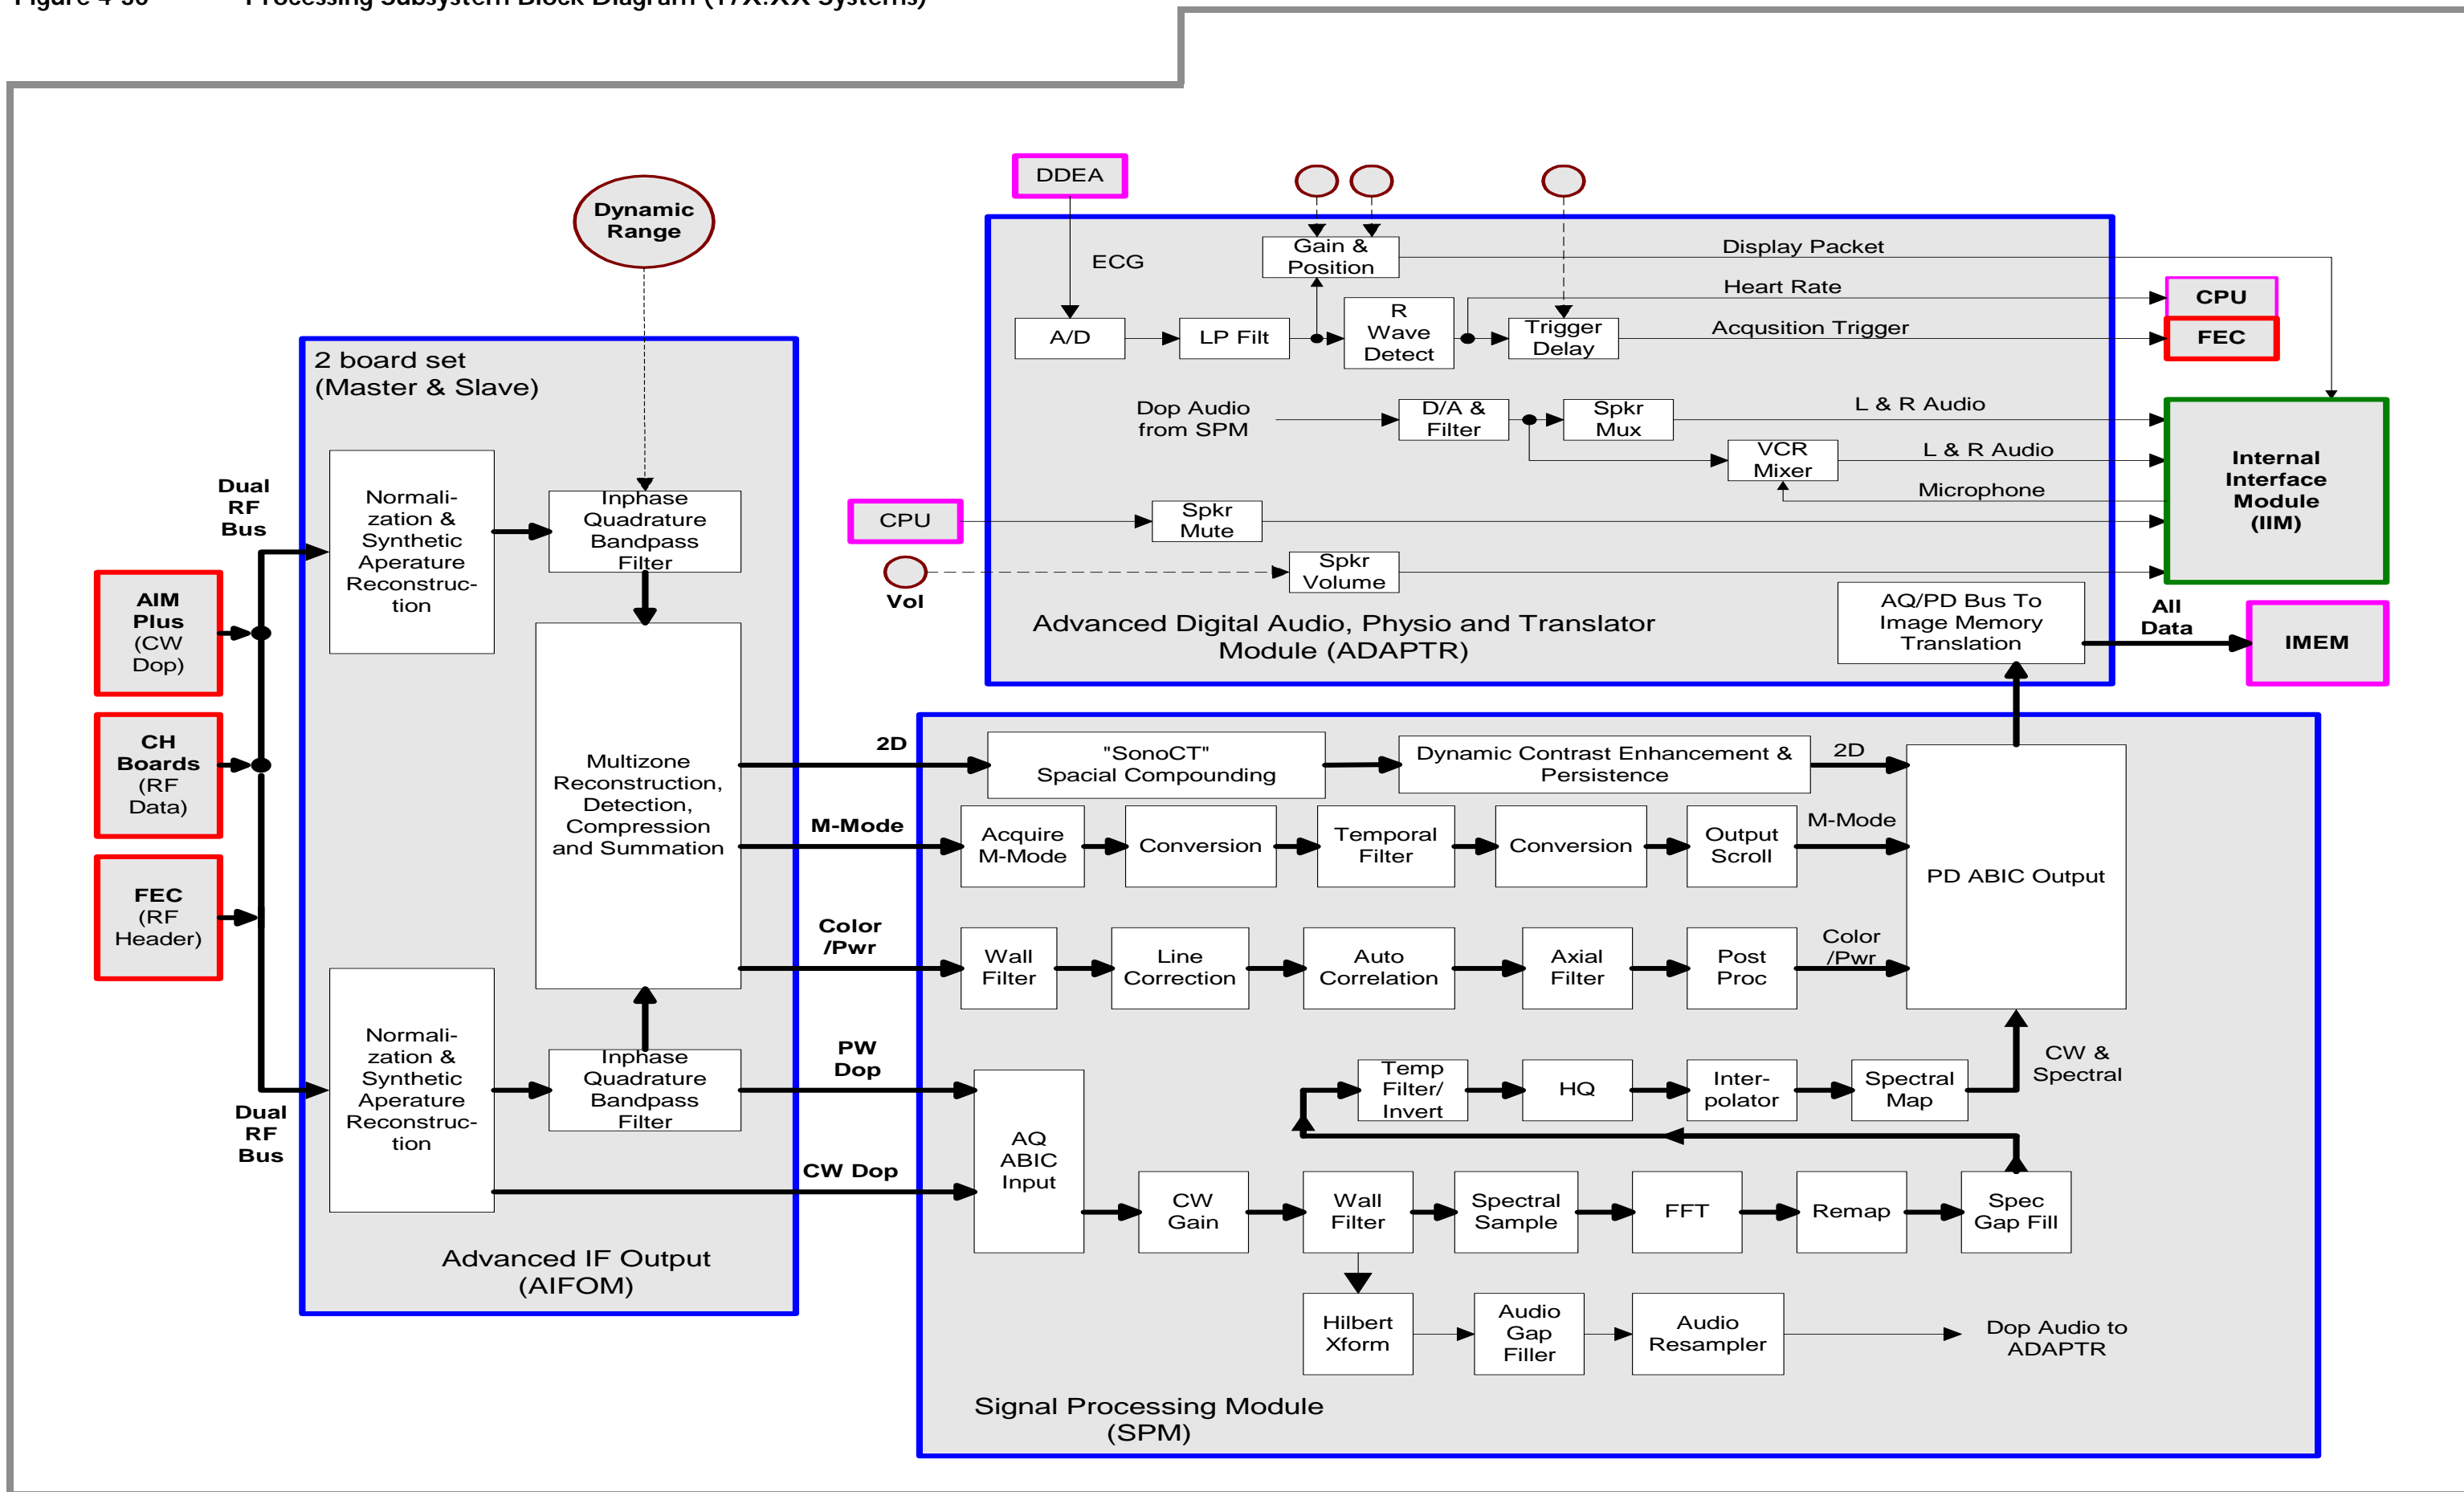 Figure 4-30 Processing Subsystem Block Diagram (17X.XX Systems)
DDEA
Dynamic
Range
ECG
Gain &
Position
Display Packet
Heart Rate
CPU
A/D
LP Filt
R
Wave
Detect
Trigger
Delay
Acqusition Trigger
FEC
2 board set
(Master & Slave)
Dop Audio
from SPM
D/A &
Filter
Spkr
Mux
L & R Audio
VCR
Mixer
L & R Audio
Microphone
Internal
Interface
Module
(IIM)
CPU
Spkr
Mute
Vol
Spkr
Volume
Advanced Digital Audio, Physio and Translator
Module (ADAPTR)
AQ/PD Bus To
Image Memory
Translation
All
Data
IMEM
Dual
RF
Bus
Normali-
zation &
Synthetic
Aperature
Reconstruc-
tion
Inphase
Quadrature
Bandpass
Filter
AIM
Plus
(CW
Dop)
CH
Boards
(RF
Data)
FEC
(RF
Header)
Multizone
Reconstruction,
Detection,
Compression
and Summation
Normali-
zation &
Synthetic
Aperature
Reconstruc-
tion
Inphase
Quadrature
Bandpass
Filter
Dual
RF
Bus
Advanced IF Output
(AIFOM)
2D
"SonoCT"
Spacial Compounding
Dynamic Contrast Enhancement &
Persistence
2D
M-Mode
Acquire
M-Mode
Conversion
Temporal
Filter
Conversion
Output
Scroll
M-Mode
PD ABIC Output
Color
/Pwr
Wall
Filter
Line
Correction
Auto
Correlation
Axial
Filter
Post
Proc
Color
/Pwr
PW
Dop
Temp
Filter/
Invert
HQ
Inter-
polator
Spectral
Map
CW &
Spectral
CW Dop
AQ
ABIC
Input
CW
Gain
Wall
Filter
Spectral
Sample
FFT
Remap
Spec
Gap Fill
Hilbert
Xform
Audio
Gap
Filler
Audio
Resampler
Dop Audio to
ADAPTR
Signal Processing Module
(SPM)